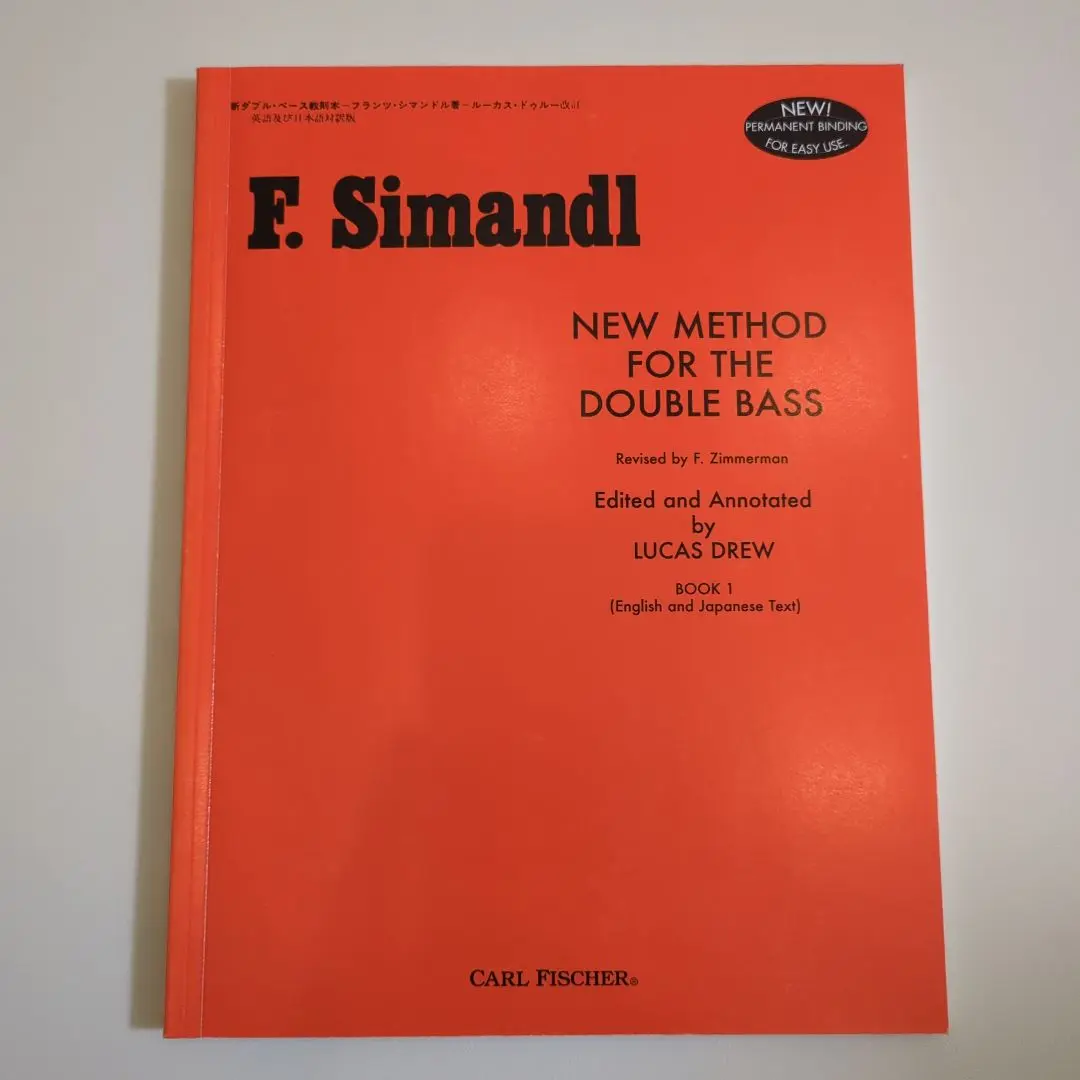 新ダブル・ベース教則本－フランツ・シマンドル著－ルーカス・ドゥルー改訂
英語及び日本語対訳版
NEW!
PERMANENT BINDING
FOR EASY USE.
F. Simandl
NEW METHOD
FOR THE
DOUBLE BASS
Revised by F. Zimmerman
Edited and Annotated
by
LUCAS DREW
BOOK 1
(English and Japanese Text)
CARL FISCHER®